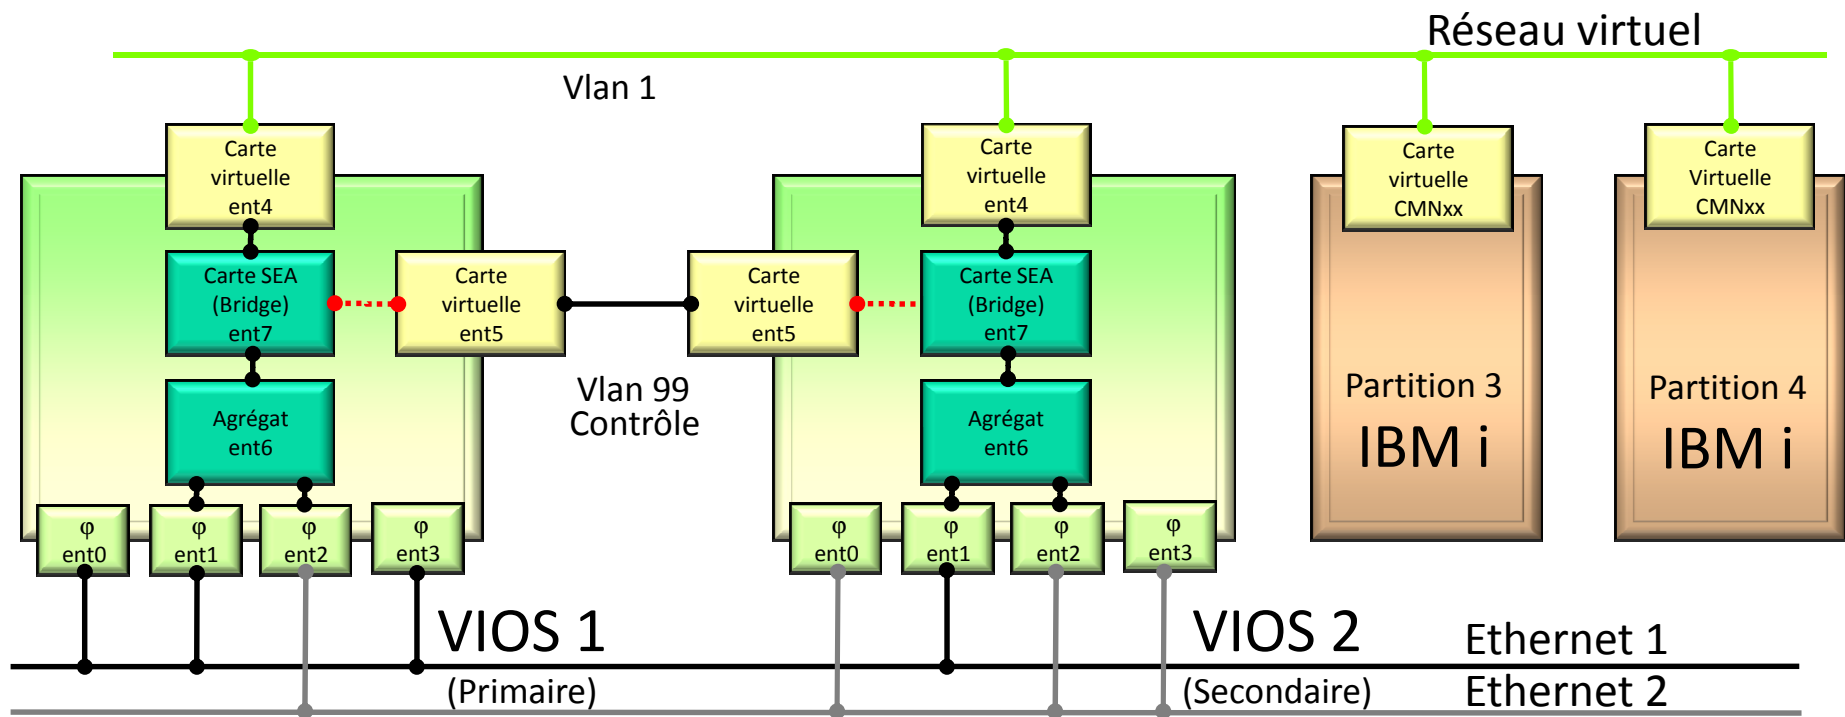 Réseau virtuel
Vlan 1
Carte
virtuelle
ent4
Carte
virtuelle
ent4
Carte
virtuelle
CMNxx
Carte
Virtuelle
CMNxx
Carte SEA
(Bridge)
ent7
Carte
virtuelle
ent5
Carte
virtuelle
ent5
Carte SEA
(Bridge)
ent7
Vlan 99
Contrôle
Agrégat
ent6
Agrégat
ent6
Partition 3
IBM i
Partition 4
IBM i
φ
ent0
φ
ent1
φ
ent2
φ
ent3
φ
ent0
φ
ent1
φ
ent2
φ
ent3
VIOS 1
(Primaire)
VIOS 2
(Secondaire)
Ethernet 1
Ethernet 2